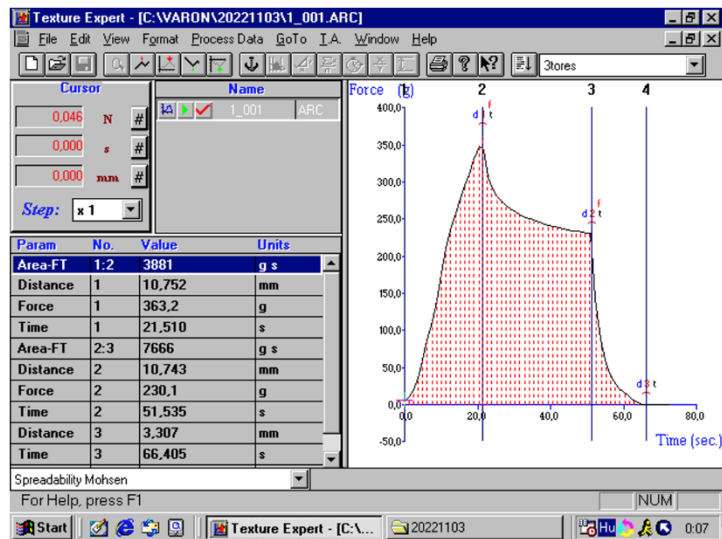 Texture Expert - [C:\VARON\20221103\1_001.ARC]
File Edit View Format Process Data GoTo T.A. Window Help
3tores
Cursor
0,046 N #
0,000 s #
0,000 mm #
Step: x 1
Name
1_001 ARC
Param No. Value Units
Area-FT 1:2 3881 g s
Distance 1 10,752 mm
Force 1 363,2 g
Time 1 21,510 s
Area-FT 2:3 7666 g s
Distance 2 10,743 mm
Force 2 230,1 g
Time 2 51,535 s
Distance 3 3,307 mm
Time 3 66,405 s
Force (g)
1 2 3 4
400,0
350,0
300,0
250,0
200,0
150,0
100,0
50,0
0,0
-50,0
f
d 1 t
f
d 2 t
d 3 t
0,0 20,0 40,0 60,0 80,0
Time (sec.)
Spreadability Mohsen
For Help, press F1
NUM
Start
Texture Expert - [C:\...
20221103
Hu
0:07